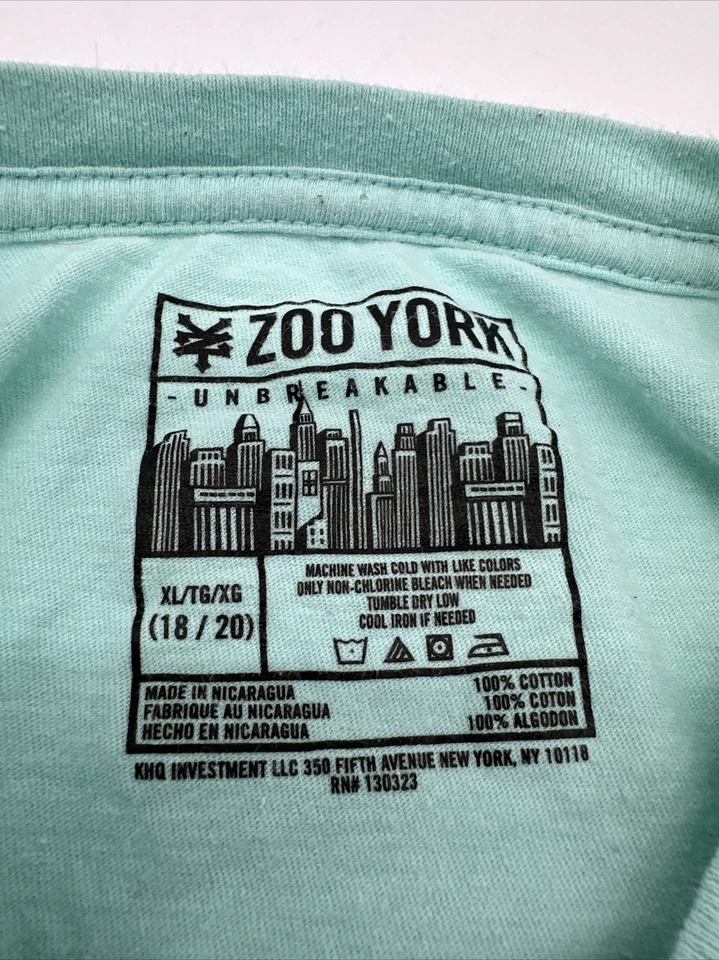 ZOO YORK
- UNBREAKABLE -
XL/TG/XG
(18 / 20)
MACHINE WASH COLD WITH LIKE COLORS
ONLY NON-CHLORINE BLEACH WHEN NEEDED
TUMBLE DRY LOW
COOL IRON IF NEEDED
MADE IN NICARAGUA
FABRIQUE AU NICARAGUA
HECHO EN NICARAGUA
100% COTTON
100% COTON
100% ALGODON
KHQ INVESTMENT LLC 350 FIFTH AVENUE NEW YORK, NY 10118
RN# 130323